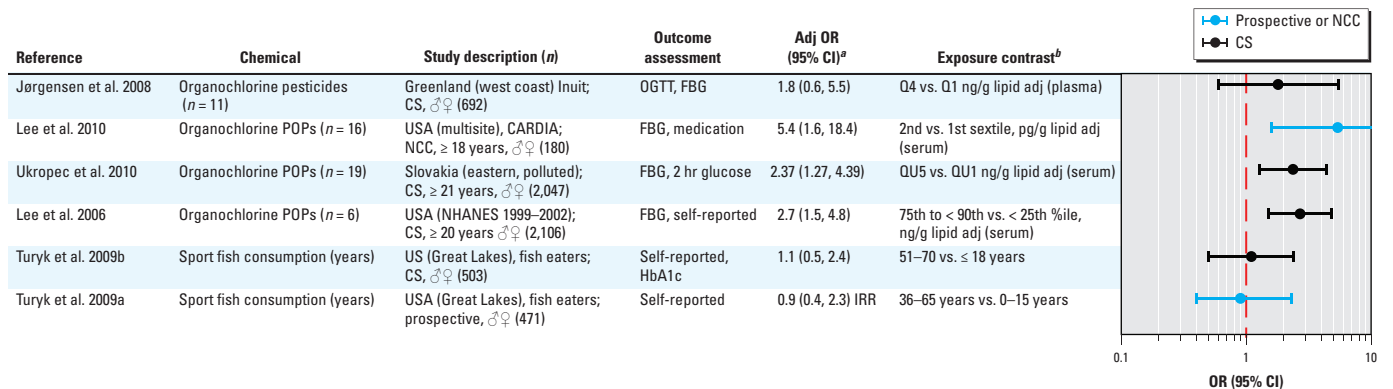 Prospective or NCC
CS
Reference Chemical Study description (n) Outcome assessment Adj OR (95% CI)a Exposure contrastb
Jørgensen et al. 2008 Organochlorine pesticides Greenland (west coast) Inuit; OGTT, FBG 1.8 (0.6, 5.5) Q4 vs. Q1 ng/g lipid adj (plasma)
(n = 11) CS, ♂♀ (692)
Lee et al. 2010 Organochlorine POPs (n = 16) USA (multisite), CARDIA; FBG, medication 5.4 (1.6, 18.4) 2nd vs. 1st sextile, pg/g lipid adj
NCC, ≥ 18 years, ♂♀ (180) (serum)
Ukropec et al. 2010 Organochlorine POPs (n = 19) Slovakia (eastern, polluted); FBG, 2 hr glucose 2.37 (1.27, 4.39) QU5 vs. QU1 ng/g lipid adj (serum)
CS, ≥ 21 years, ♂♀ (2,047)
Lee et al. 2006 Organochlorine POPs (n = 6) USA (NHANES 1999–2002); FBG, self-reported 2.7 (1.5, 4.8) 75th to < 90th vs. < 25th %ile,
CS, ≥ 20 years ♂♀ (2,106) ng/g lipid adj (serum)
Turyk et al. 2009b Sport fish consumption (years) US (Great Lakes), fish eaters; Self-reported, 1.1 (0.5, 2.4) 51–70 vs. ≤ 18 years
CS, ♂♀ (503) HbA1c
Turyk et al. 2009a Sport fish consumption (years) USA (Great Lakes), fish eaters; Self-reported 0.9 (0.4, 2.3) IRR 36–65 years vs. 0–15 years
prospective, ♂♀ (471)
0.1 1 10
OR (95% CI)